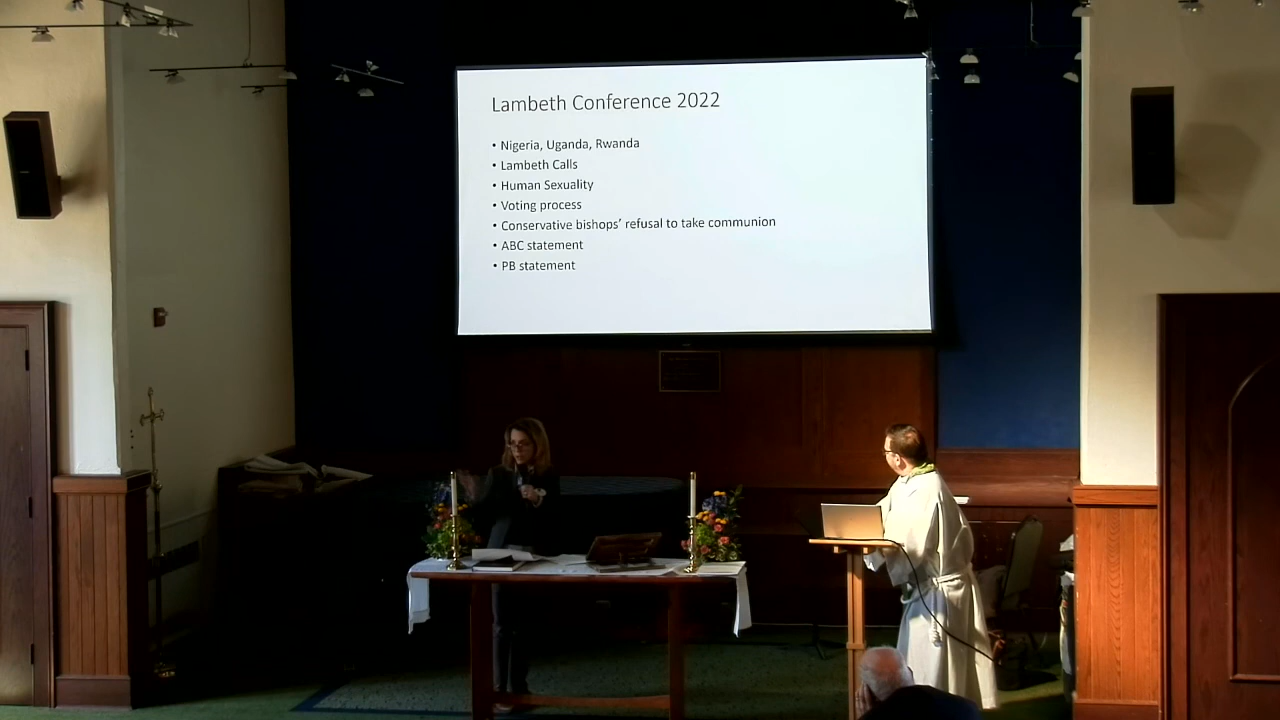 Lambeth Conference 2022
• Nigeria, Uganda, Rwanda
• Lambeth Calls
• Human Sexuality
• Voting process
• Conservative bishops’ refusal to take communion
• ABC statement
• PB statement